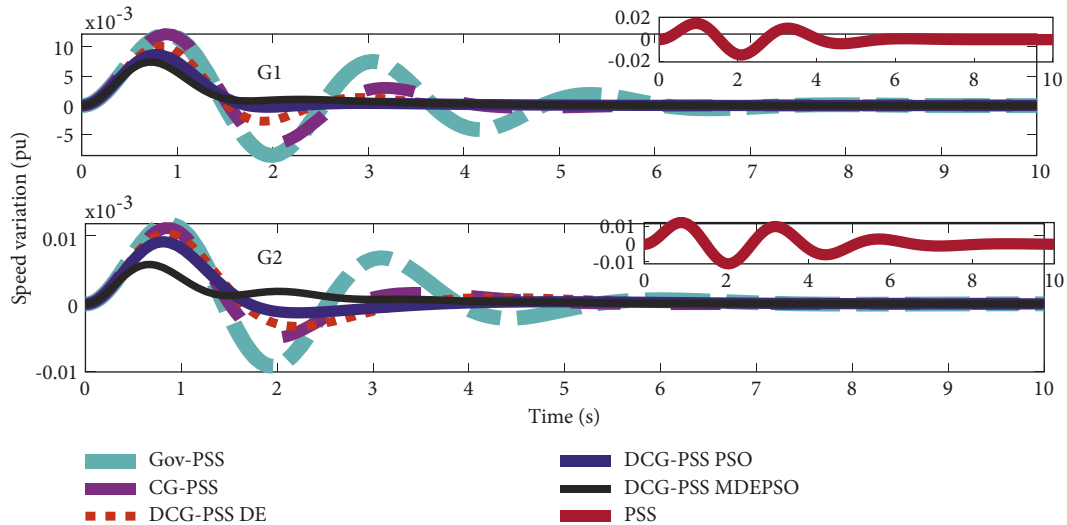 x10⁻³
10
5
0
-5
G1
0 1 2 3 4 5 6 7 8 9 10
0.02
0
-0.02
0 2 4 6 8 10
Speed variation (pu)
x10⁻³
0.01
0
-0.01
G2
0 1 2 3 4 5 6 7 8 9 10
0.01
0
-0.01
0 2 4 6 8 10
Time (s)
Gov-PSS
CG-PSS
DCG-PSS DE
DCG-PSS PSO
DCG-PSS MDEPSO
PSS